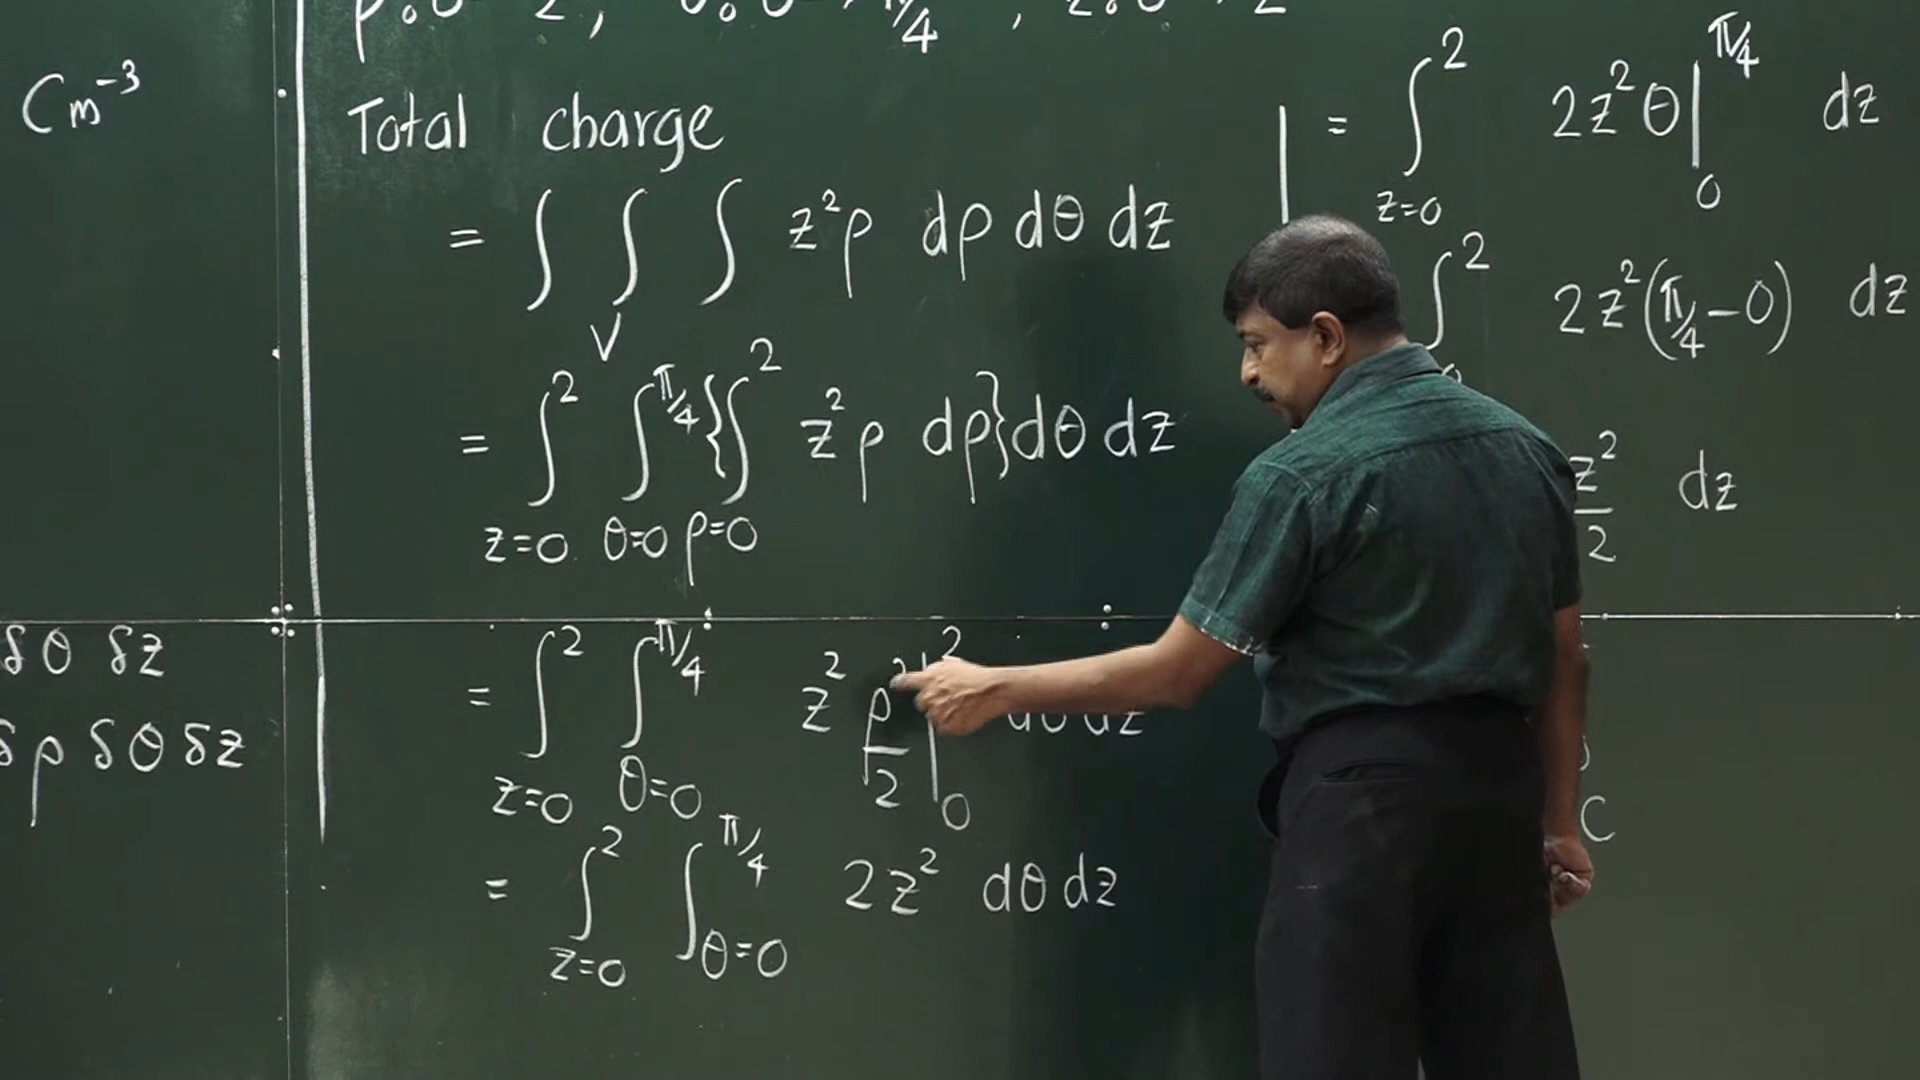 C m⁻³
δθ δz
δρ δθ δz
ρ: 0 2, θ: 0 → π/4, z: 0 → 2
Total charge
= ∫ ∫ ∫_V z²ρ dρ dθ dz
= ∫_{z=0}^{2} ∫_{θ=0}^{π/4} {∫_{ρ=0}^{2} z²ρ dρ} dθ dz
= ∫_{z=0}^{2} ∫_{θ=0}^{π/4} z² ρ²/2 |_0^2 dθ dz
= ∫_{z=0}^{2} ∫_{θ=0}^{π/4} 2z² dθ dz
= ∫_{z=0}^{2} 2z²θ |_0^{π/4} dz
∫^{2} 2z²(π/4 − 0) dz
z²/2 dz
C